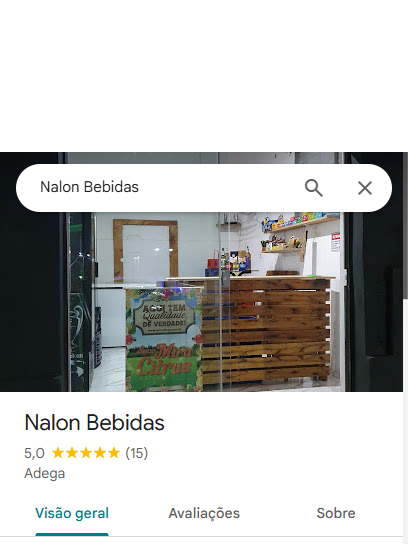 Nalon Bebidas
AQUI TEM
Qualidade
DE VERDADE!
Citrus
Nalon Bebidas
5,0 (15)
Adega
Visão geral
Avaliações
Sobre